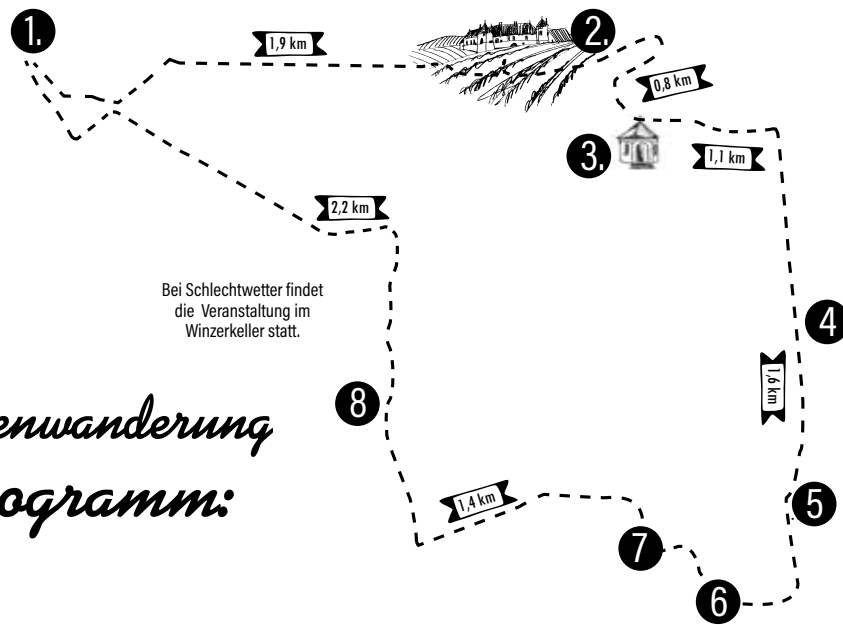 1.
1,9 km
2.
0,8 km
3.
1,1 km
2,2 km
Bei Schlechtwetter findet
die Veranstaltung im
Winzerkeller statt.
4
1,6 km
8
enwanderung
ogramm:
1,4 km
5
7
6